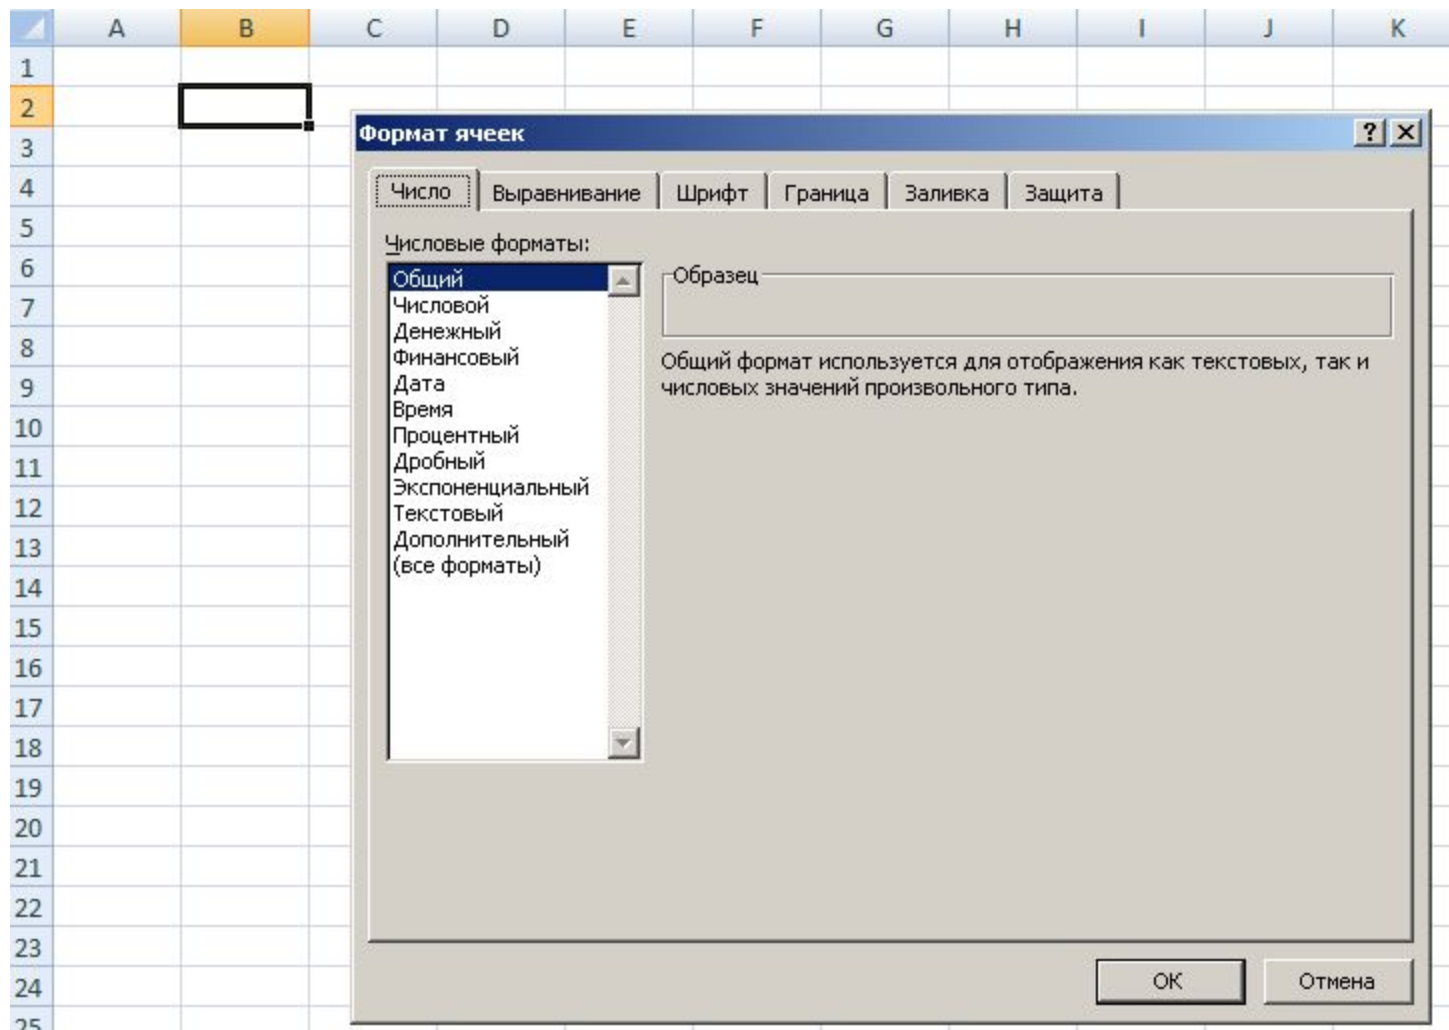 A B C D E F G H I J K
1
2
Формат ячеек
3
4
Число Выравнивание Шрифт Граница Заливка Защита
5
Числовые форматы:
6
Общий
Образец
7
Числовой
Денежный
8
Финансовый
Общий формат используется для отображения как текстовых, так и
9
Дата
числовых значений произвольного типа.
Время
10
Процентный
11
Дробный
Экспоненциальный
12
Текстовый
13
Дополнительный
(все форматы)
14
15
16
17
18
19
20
21
22
23
24
ОК Отмена
25